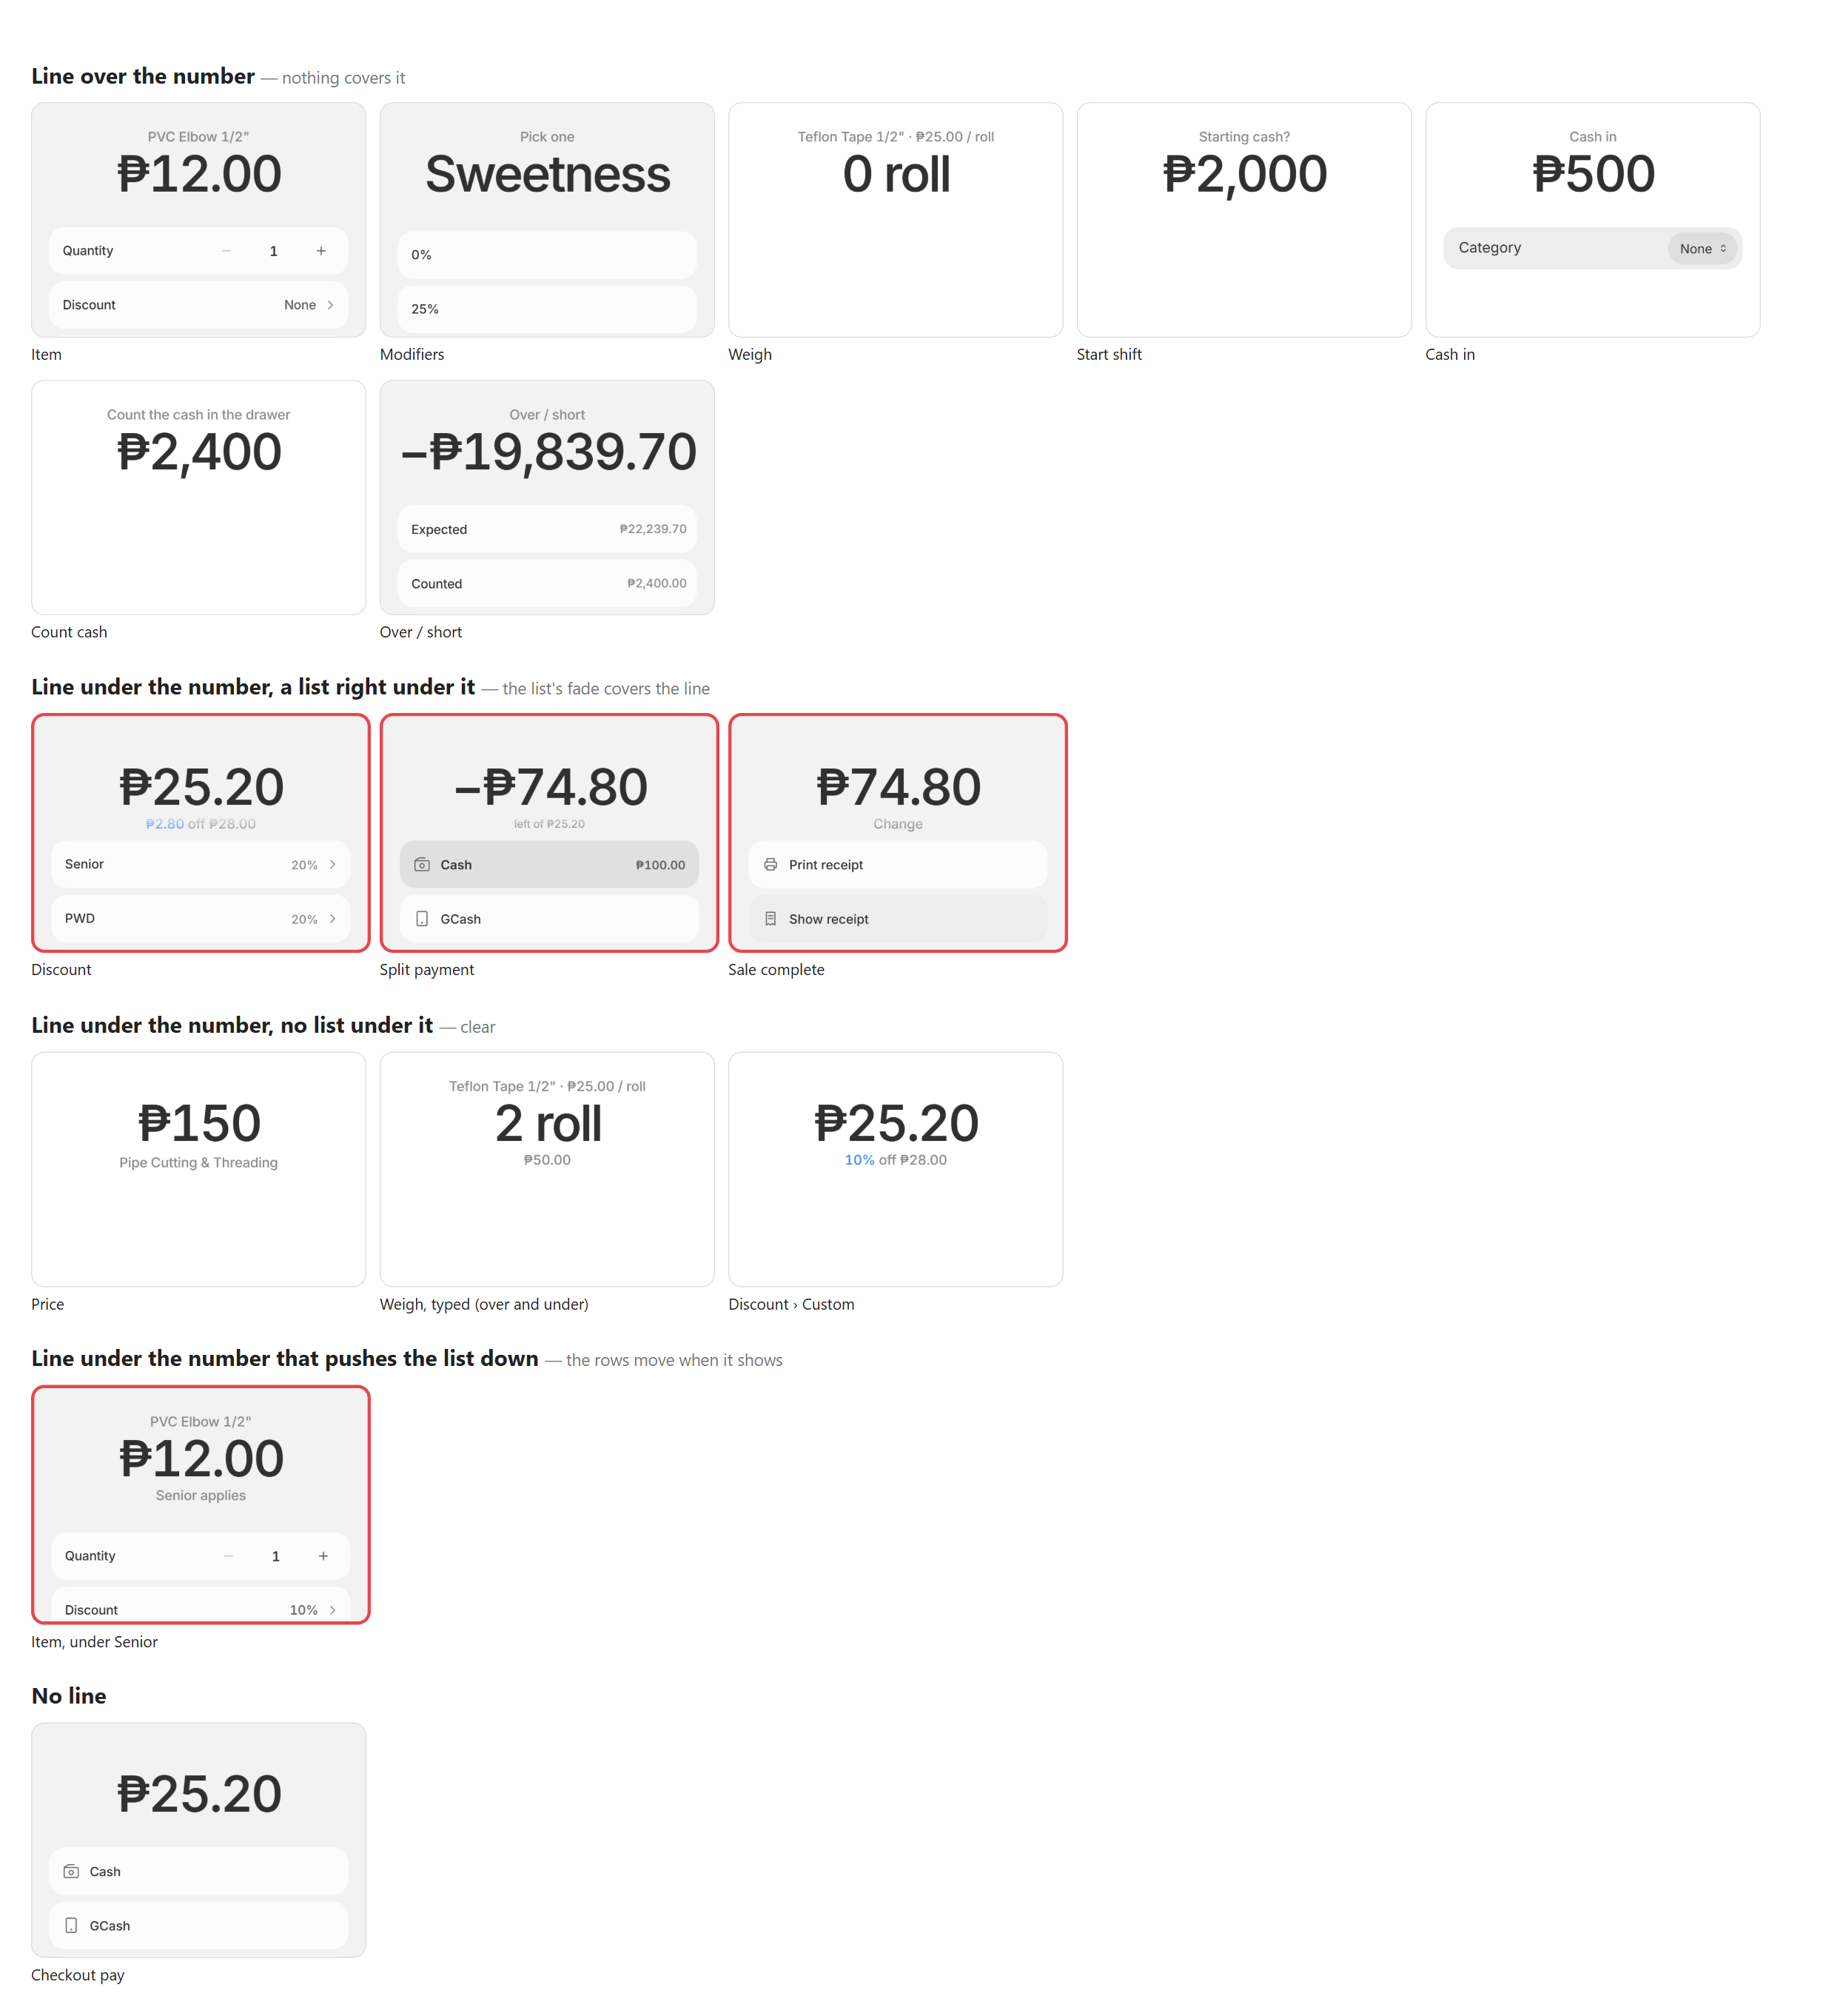 Line over the number — nothing covers it
PVC Elbow 1/2"
₱12.00
Quantity − 1 +
Discount None >
Item
Pick one
Sweetness
0%
25%
Modifiers
Teflon Tape 1/2" · ₱25.00 / roll
0 roll
Weigh
Starting cash?
₱2,000
Start shift
Cash in
₱500
Category None
Cash in
Count the cash in the drawer
₱2,400
Count cash
Over / short
−₱19,839.70
Expected ₱22,239.70
Counted ₱2,400.00
Over / short
Line under the number, a list right under it — the list's fade covers the line
₱25.20
₱2.80 off ₱28.00
Senior 20% >
PWD 20% >
Discount
−₱74.80
left of ₱25.20
Cash ₱100.00
GCash
Split payment
₱74.80
Change
Print receipt
Show receipt
Sale complete
Line under the number, no list under it — clear
₱150
Pipe Cutting & Threading
Price
Teflon Tape 1/2" · ₱25.00 / roll
2 roll
₱50.00
Weigh, typed (over and under)
₱25.20
10% off ₱28.00
Discount › Custom
Line under the number that pushes the list down — the rows move when it shows
PVC Elbow 1/2"
₱12.00
Senior applies
Quantity − 1 +
Discount 10% >
Item, under Senior
No line
₱25.20
Cash
GCash
Checkout pay